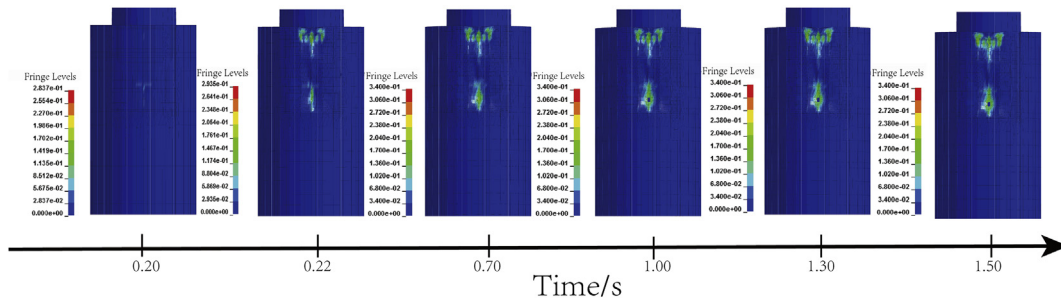 Fringe Levels
2.837e-01
2.554e-01
2.270e-01
1.986e-01
1.702e-01
1.419e-01
1.135e-01
8.512e-02
5.675e-02
2.837e-02
0.000e+00
Fringe Levels
2.935e-01
2.641e-01
2.348e-01
2.054e-01
1.761e-01
1.467e-01
1.174e-01
8.804e-02
5.869e-02
2.935e-02
0.000e+00
Fringe Levels
3.400e-01
3.060e-01
2.720e-01
2.380e-01
2.040e-01
1.700e-01
1.360e-01
1.020e-01
6.800e-02
3.400e-02
0.000e+00
Fringe Levels
3.400e-01
3.060e-01
2.720e-01
2.380e-01
2.040e-01
1.700e-01
1.360e-01
1.020e-01
6.800e-02
3.400e-02
0.000e+00
Fringe Levels
3.400e-01
3.060e-01
2.720e-01
2.380e-01
2.040e-01
1.700e-01
1.360e-01
1.020e-01
6.800e-02
3.400e-02
0.000e+00
Fringe Levels
3.400e-01
3.060e-01
2.720e-01
2.380e-01
2.040e-01
1.700e-01
1.360e-01
1.020e-01
6.800e-02
3.400e-02
0.000e+00
0.20 0.22 0.70 1.00 1.30 1.50
Time/s